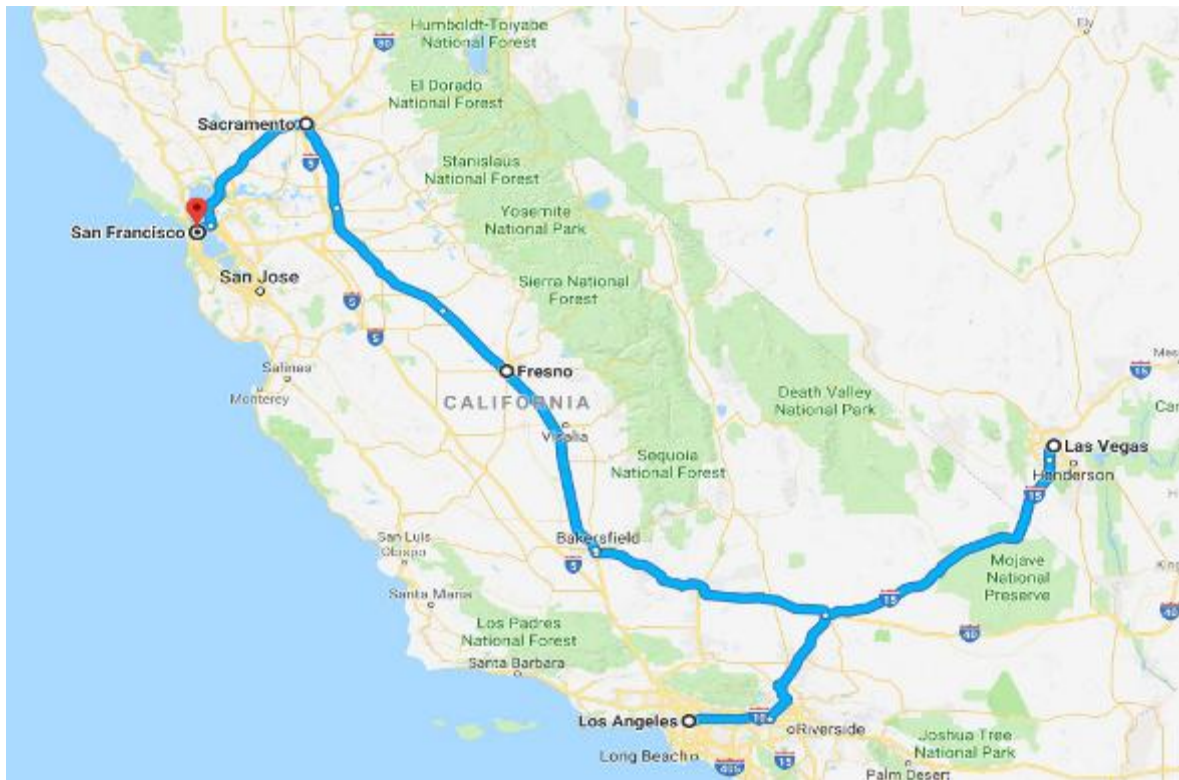 Humboldt-Toiyabe
National Forest
Ely
80
El Dorado
National Forest
Sacramento
5
Stanislaus
National Forest
Yosemite
National Park
San Francisco
San Jose
Sierra National
Forest
5
5
Salinas
Monterey
Fresno
CALIFORNIA
Visalia
Death Valley
National Park
15
Las Vegas
Henderson
Sequoia
National Forest
15
San Luis
Obispo
Bakersfield
5
Mojave
National
Preserve
Santa Maria
15
40
40
Los Padres
National Forest
Santa Barbara
Los Angeles
10
Riverside
Joshua Tree
National Park
Long Beach
405
Palm Desert